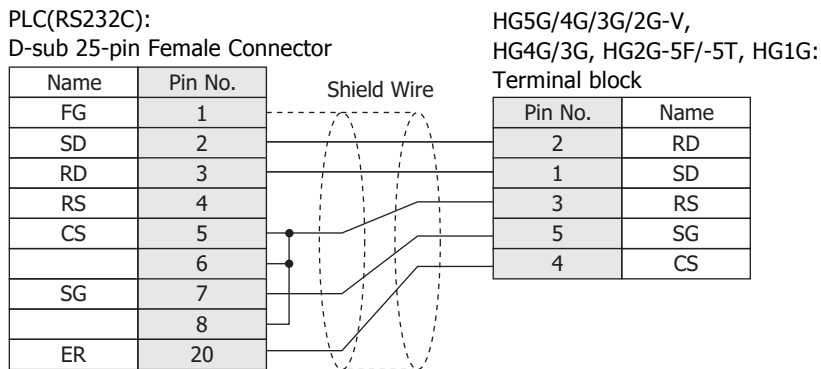 PLC(RS232C):
D-sub 25-pin Female Connector
Name Pin No.
FG 1
SD 2
RD 3
RS 4
CS 5
6
SG 7
8
ER 20
Shield Wire
HG5G/4G/3G/2G-V,
HG4G/3G, HG2G-5F/-5T, HG1G:
Terminal block
Pin No. Name
2 RD
1 SD
3 RS
5 SG
4 CS